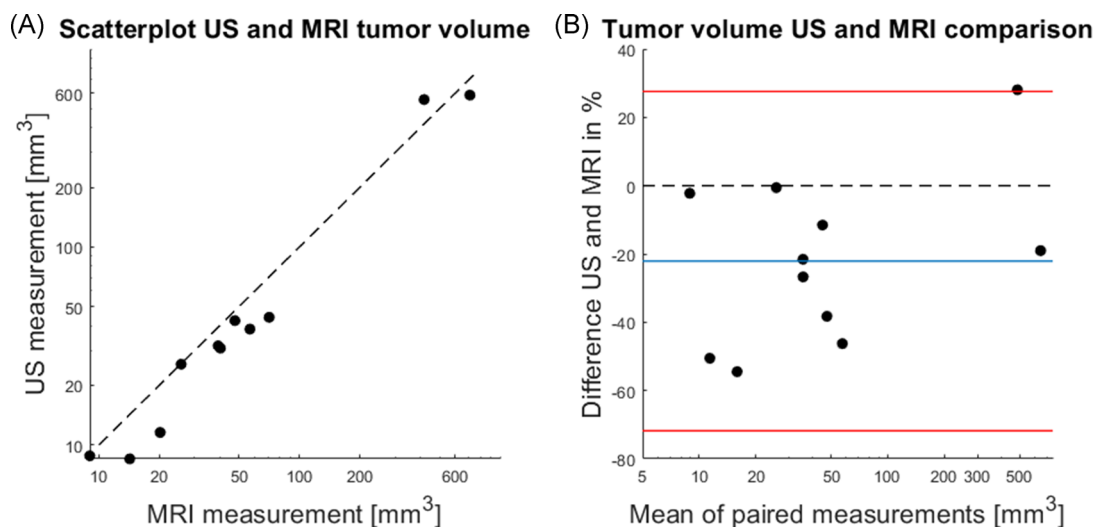 (A) Scatterplot US and MRI tumor volume
US measurement [mm³]
600
200
100
50
20
10
10 20 50 100 200 600
MRI measurement [mm³]
(B) Tumor volume US and MRI comparison
Difference US and MRI in %
40
20
0
-20
-40
-60
-80
5 10 20 50 100 200 300 500
Mean of paired measurements [mm³]